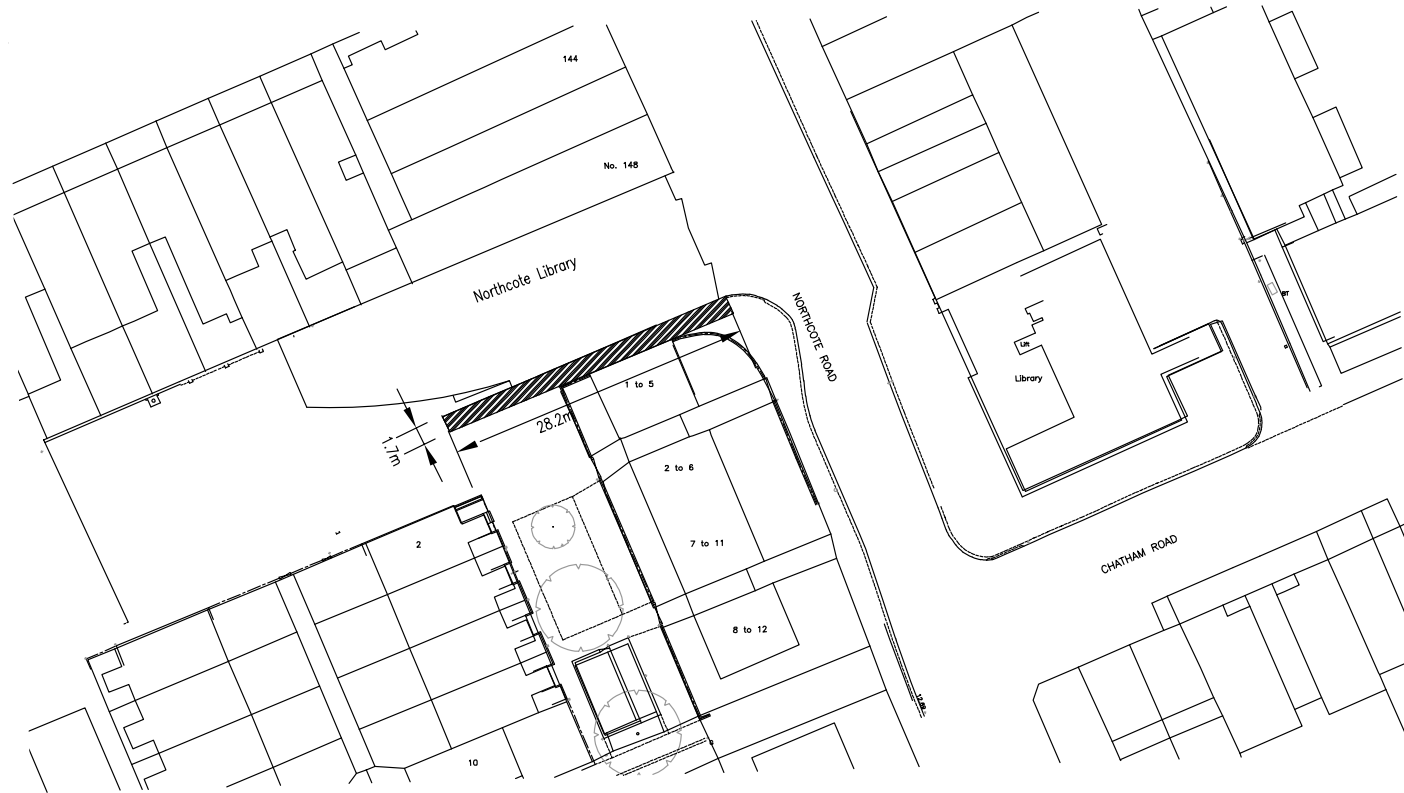 144
No. 148
Northcote Library
NORTHCOTE ROAD
BT
Lift
Library
1 to 5
28.2m
1.7m
2 to 6
2
7 to 11
CHATHAM ROAD
8 to 12
10